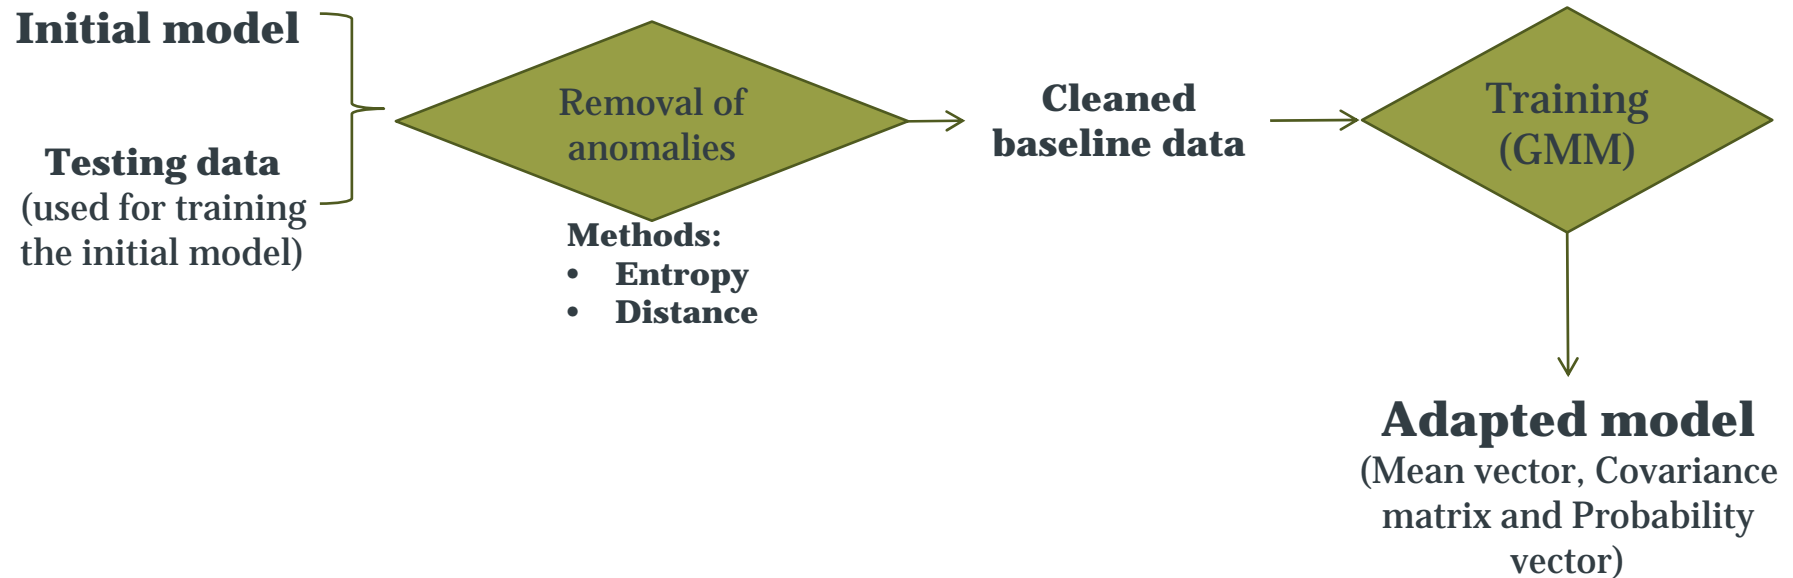 Initial model
Testing data
(used for training
the initial model)
Removal of
anomalies
Methods:
• Entropy
• Distance
Cleaned
baseline data
Training
(GMM)
Adapted model
(Mean vector, Covariance
matrix and Probability
vector)